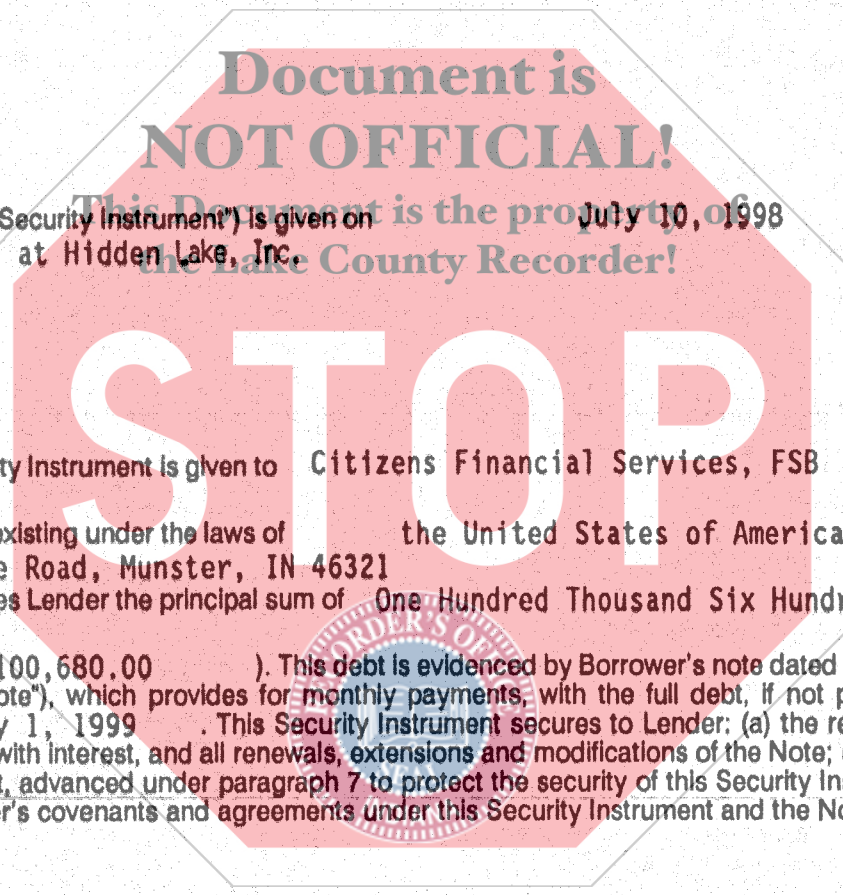 Document is
NOT OFFICIAL!
This Document is the property of
the Lake County Recorder!
Security Instrument") is given on July 10, 1998
at Hidden Lake, Inc.
STOP
ty Instrument is given to Citizens Financial Services, FSB
existing under the laws of the United States of America
e Road, Munster, IN 46321
es Lender the principal sum of One Hundred Thousand Six Hundr
100,680.00 ). This debt is evidenced by Borrower's note dated
ote"), which provides for monthly payments, with the full debt, if not p
y 1, 1999 . This Security Instrument secures to Lender: (a) the re
with interest, and all renewals, extensions and modifications of the Note;
t, advanced under paragraph 7 to protect the security of this Security In
er's covenants and agreements under this Security Instrument and the No
RECORDER'S OF
SEAL
INDIANA